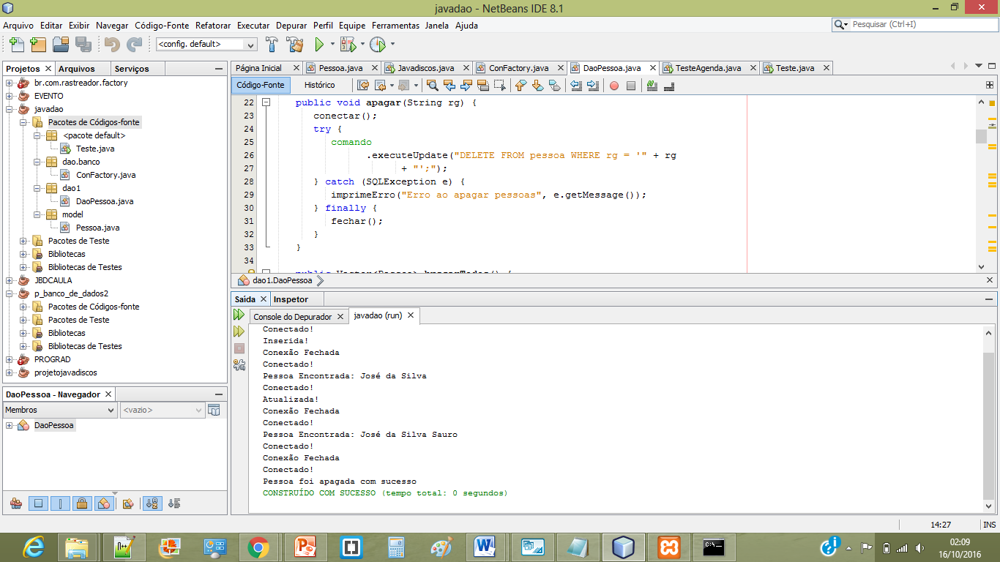 javadao - NetBeans IDE 8.1
Arquivo Editar Exibir Navegar Código-Fonte Refatorar Executar Depurar Perfil Equipe Ferramentas Janela Ajuda
Pesquisar (Ctrl+I)
<config. default>
Projetos Arquivos Serviços
br.com.rastreador.factory
EVENTO
javadao
Pacotes de Códigos-fonte
<pacote default>
Teste.java
dao.banco
ConFactory.java
dao1
DaoPessoa.java
model
Pessoa.java
Pacotes de Teste
Bibliotecas
Bibliotecas de Testes
JBDCAULA
p_banco_de_dados2
Pacotes de Códigos-fonte
Pacotes de Teste
Bibliotecas
Bibliotecas de Testes
PROGRAD
projetojavadiscos
DaoPessoa - Navegador
Membros <vazio>
DaoPessoa
Página Inicial Pessoa.java Javadiscos.java ConFactory.java DaoPessoa.java TesteAgenda.java Teste.java
Código-Fonte Histórico
22 public void apagar(String rg) {
23 conectar();
24 try {
25 comando
26 .executeUpdate("DELETE FROM pessoa WHERE rg = '" + rg
27 + "';");
28 } catch (SQLException e) {
29 imprimeErro("Erro ao apagar pessoas", e.getMessage());
30 } finally {
31 fechar();
32 }
33 }
34
dao1.DaoPessoa
Saída Inspetor
Console do Depurador javadao (run)
Conectado!
Inserida!
Conexão Fechada
Conectado!
Pessoa Encontrada: José da Silva
Conectado!
Atualizada!
Conexão Fechada
Conectado!
Pessoa Encontrada: José da Silva Sauro
Conectado!
Conexão Fechada
Conectado!
Pessoa foi apagada com sucesso
CONSTRUÍDO COM SUCESSO (tempo total: 0 segundos)
14:27 INS
02:09
16/10/2016